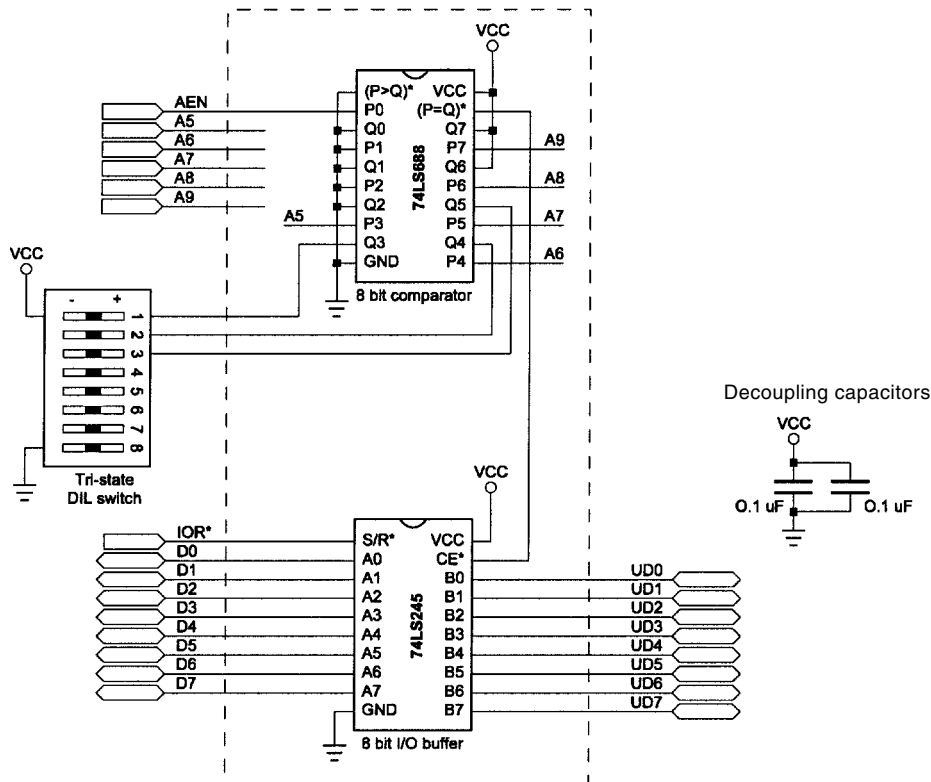 VCC
AEN
A5
A6
A7
A8
A9
(P>Q)*
P0
Q0
P1
Q1
P2
Q2
P3
Q3
GND
74LS688
VCC
(P=Q)*
Q7
P7
Q6
P6
Q5
P5
Q4
P4
A9
A8
A7
A6
A5
8 bit comparator
VCC
- +
1
2
3
4
5
6
7
8
Tri-state
DIL switch
Decoupling capacitors
VCC
0.1 uF 0.1 uF
VCC
IOR*
D0
D1
D2
D3
D4
D5
D6
D7
S/R*
A0
A1
A2
A3
A4
A5
A6
A7
GND
74LS245
VCC
CE*
B0
B1
B2
B3
B4
B5
B6
B7
UD0
UD1
UD2
UD3
UD4
UD5
UD6
UD7
8 bit I/O buffer